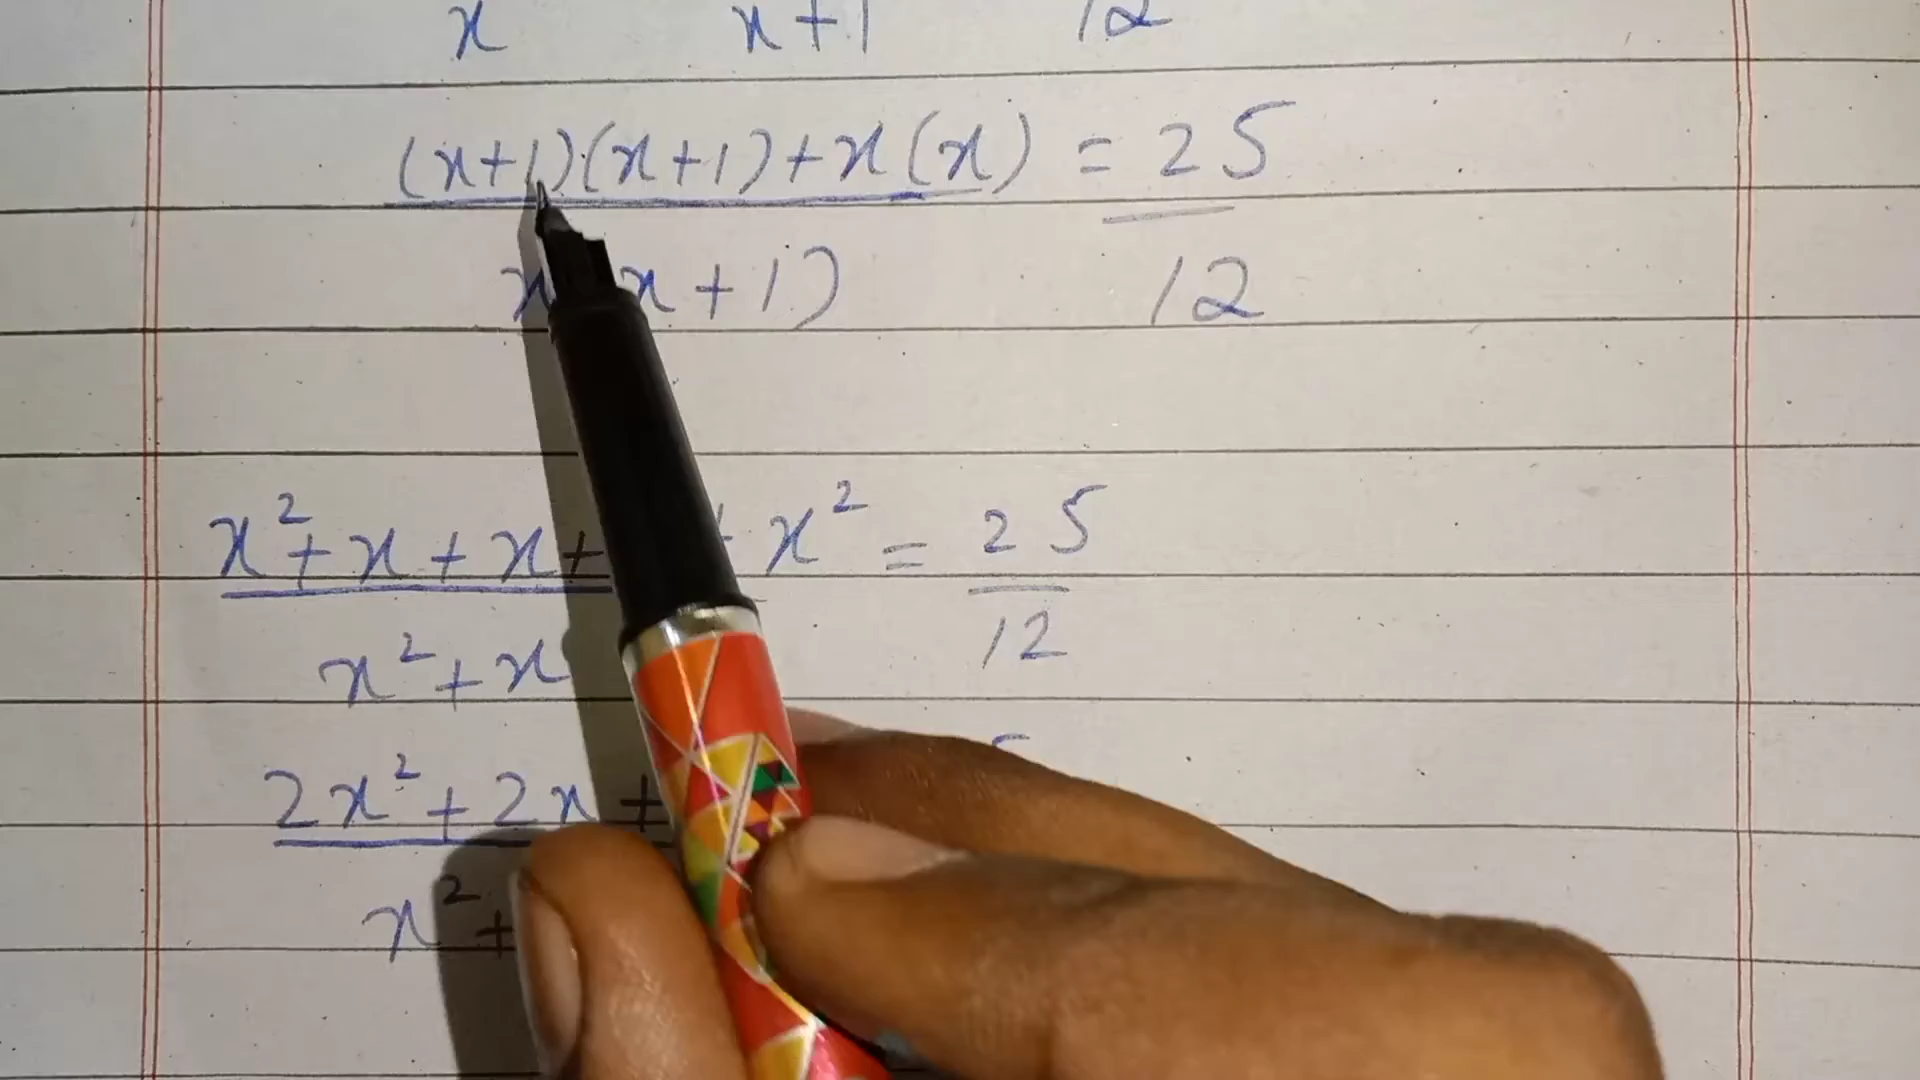 x x+1 12
(x+1)(x+1)+x(x) = 25
x x+1) 12
x²+x+x+ x² = 25
x²+x 12
2x²+2x+
x²+